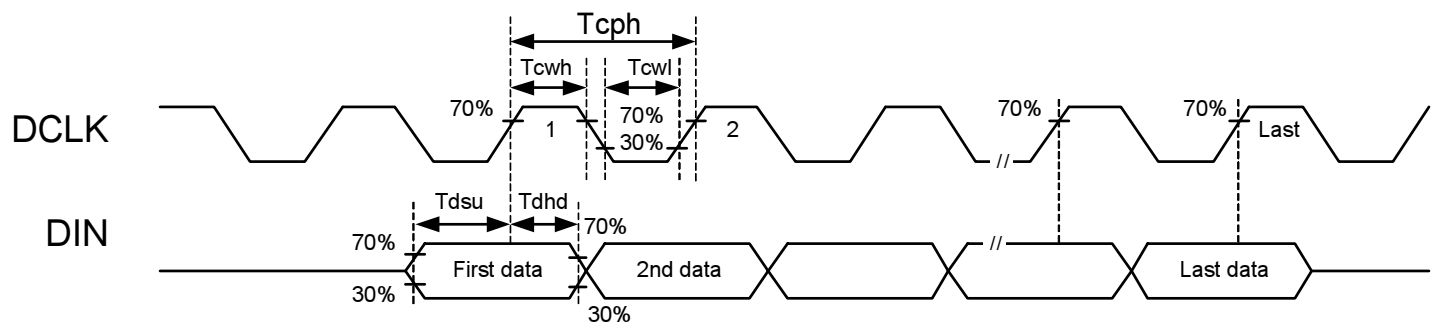 Tcph
Tcwh
Tcwl
DCLK
70%
1
70%
30%
2
70%
//
70%
Last
Tdsu
Tdhd
DIN
70%
70%
30%
First data
2nd data
//
Last data
30%